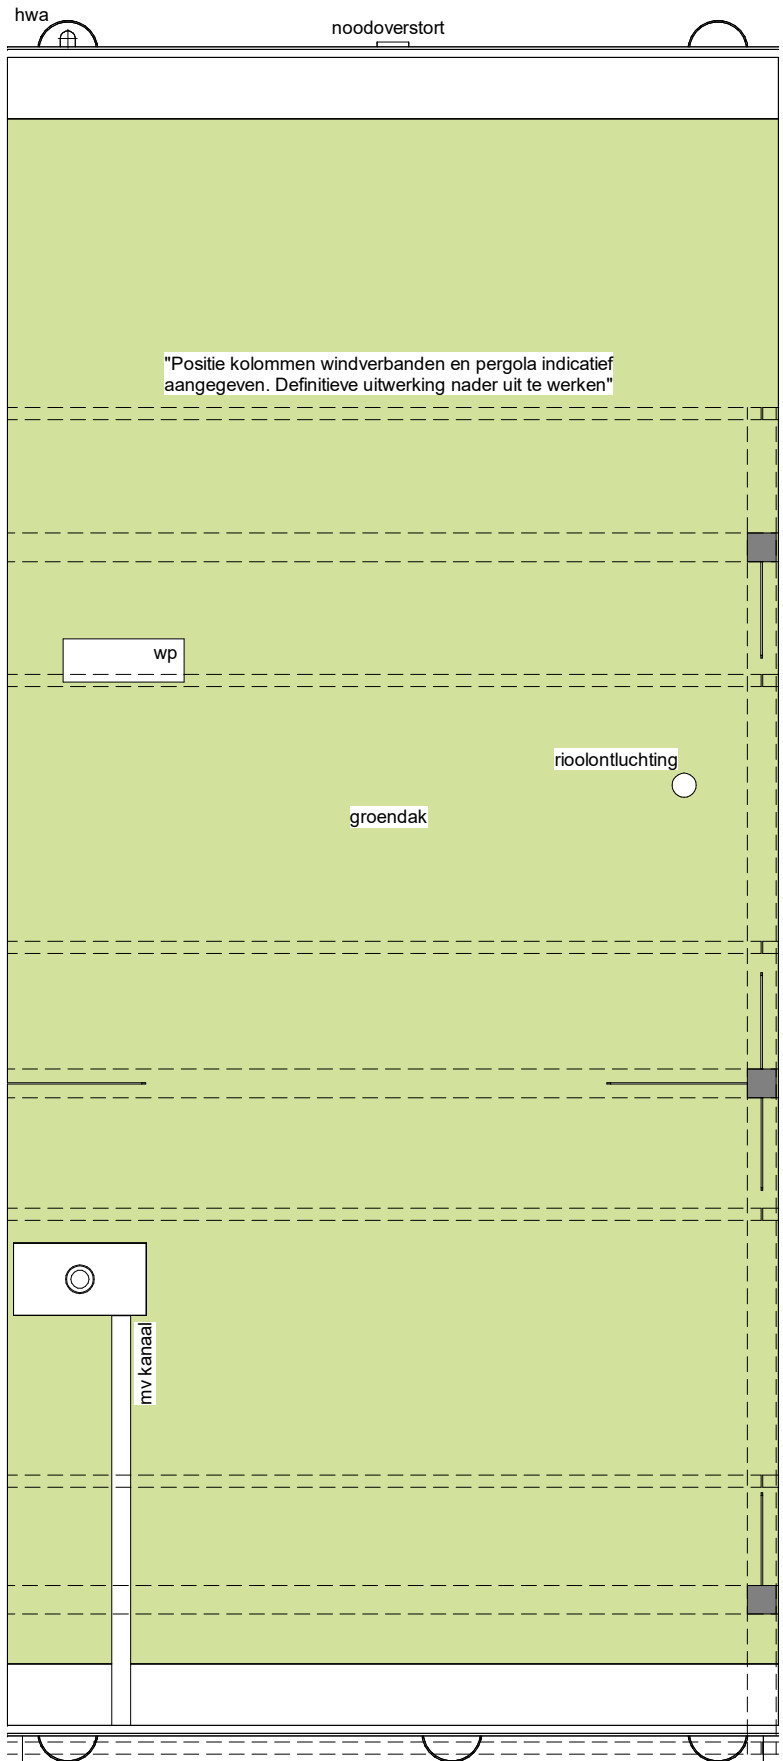 hwa
noodoverstort
"Positie kolommen windverbanden en pergola indicatief
aangegeven. Definitieve uitwerking nader uit te werken"
wp
rioolontluchting
groendak
mv kanaal